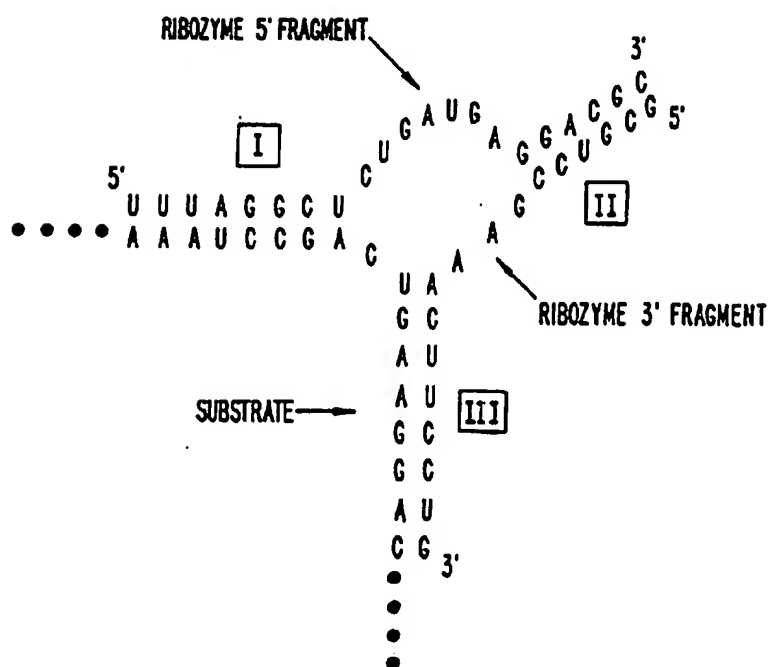 RIBOZYME 5' FRAGMENT
I
5'
U U U A G G C U C U G A U G A G G A C G C
3'
5'
G C G U C C G A A
II
A A A U C C G A C
RIBOZYME 3' FRAGMENT
U A
G C
A U
A U
G C
G C
A U
C G
3'
SUBSTRATE
III